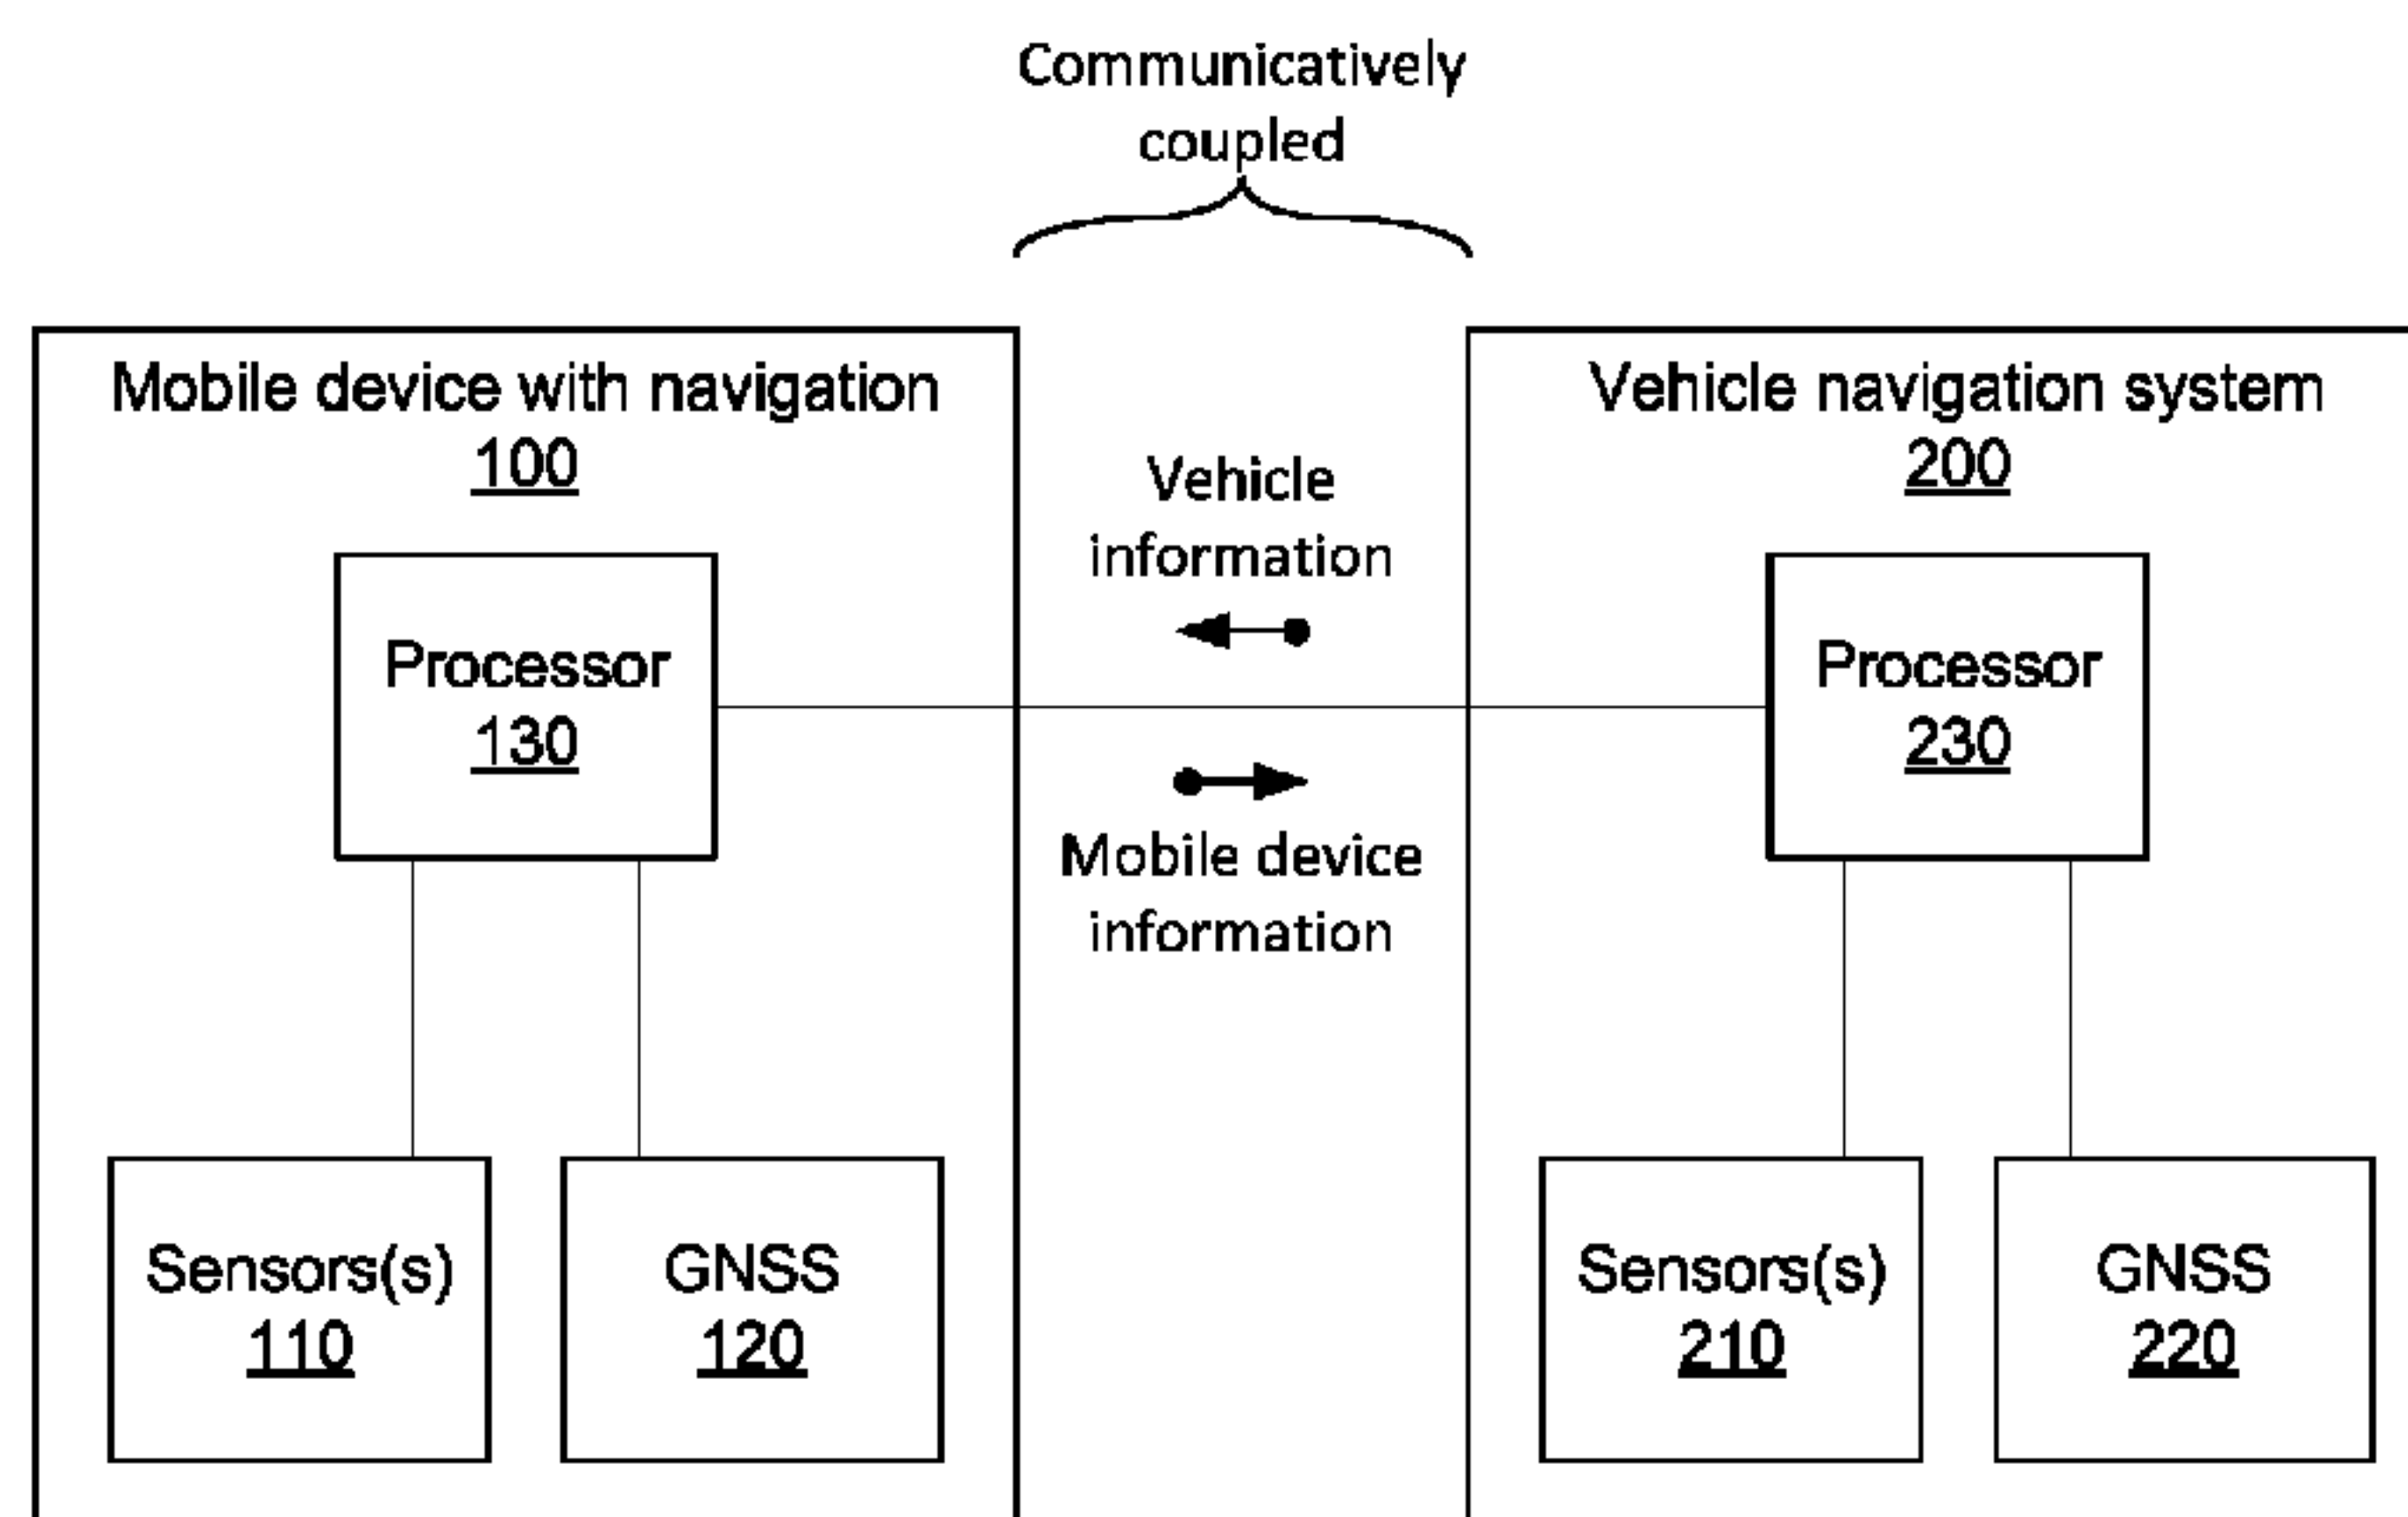 Communicatively
coupled
Mobile device with navigation
100
Vehicle navigation system
200
Vehicle
information
Processor
130
Processor
230
Mobile device
information
Sensors(s)
110
GNSS
120
Sensors(s)
210
GNSS
220